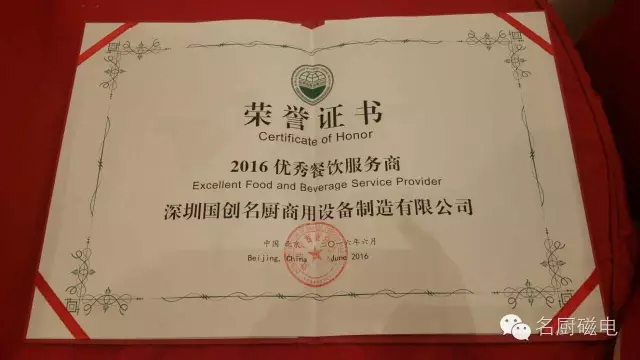 荣誉证书
Certificate of Honor
2016 优秀餐饮服务商
Excellent Food and Beverage Service Provider
深圳国创名厨商用设备制造有限公司
中国 北京 二〇一六年六月
Beijing, China June 2016
名厨磁电